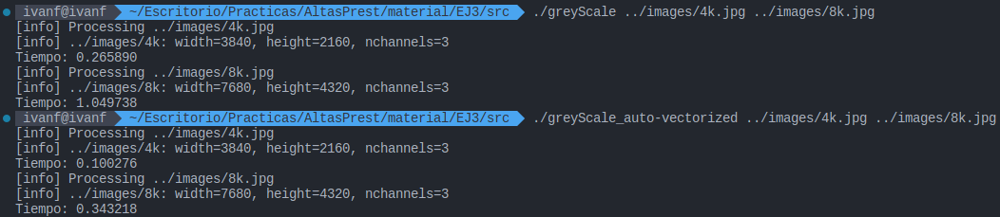 ivanf@ivanf ~/Escritorio/Practicas/AltasPrest/material/EJ3/src ./greyScale ../images/4k.jpg ../images/8k.jpg
[info] Processing ../images/4k.jpg
[info] ../images/4k: width=3840, height=2160, nchannels=3
Tiempo: 0.265890
[info] Processing ../images/8k.jpg
[info] ../images/8k: width=7680, height=4320, nchannels=3
Tiempo: 1.049738
ivanf@ivanf ~/Escritorio/Practicas/AltasPrest/material/EJ3/src ./greyScale_auto-vectorized ../images/4k.jpg ../images/8k.jpg
[info] Processing ../images/4k.jpg
[info] ../images/4k: width=3840, height=2160, nchannels=3
Tiempo: 0.100276
[info] Processing ../images/8k.jpg
[info] ../images/8k: width=7680, height=4320, nchannels=3
Tiempo: 0.343218